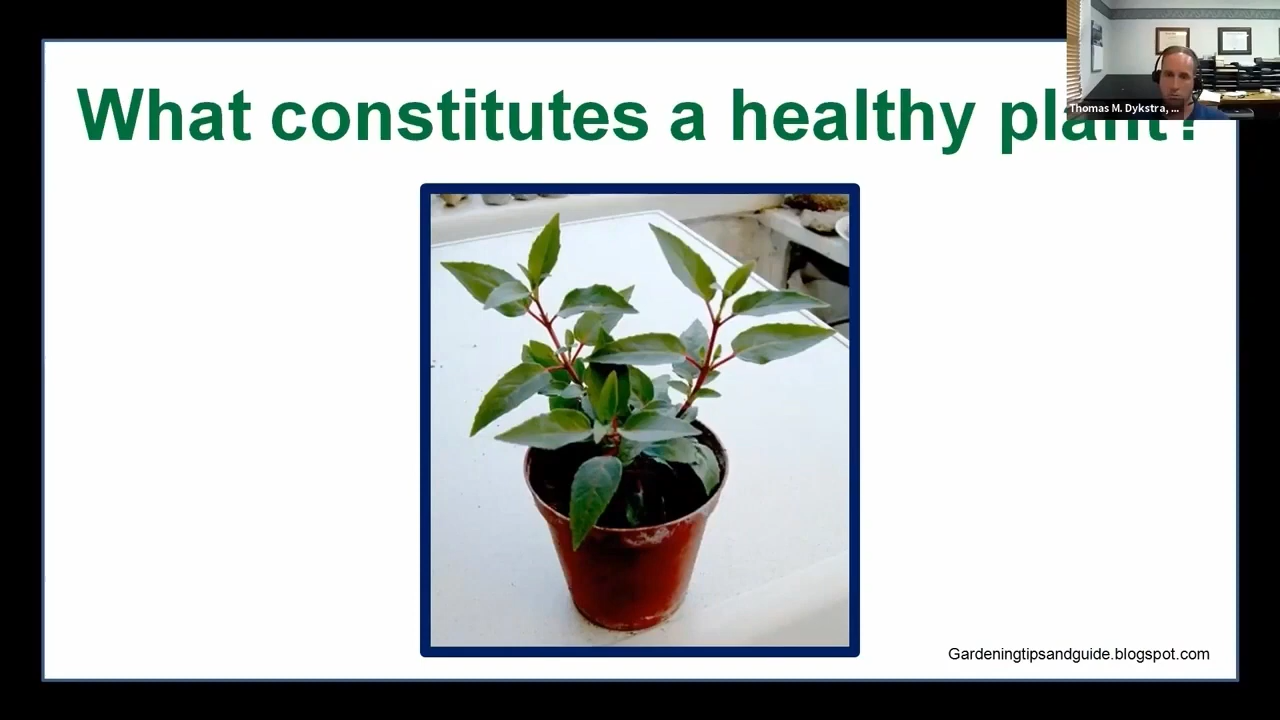 What constitutes a healthy plant?
Thomas M. Dykstra, ...
Gardeningtipsandguide.blogspot.com